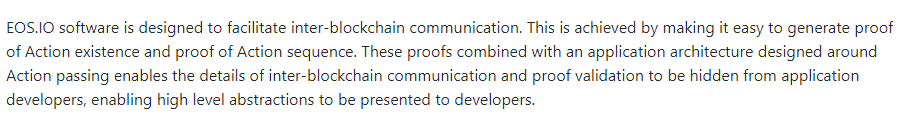 EOS.IO software is designed to facilitate inter-blockchain communication. This is achieved by making it easy to generate proof
of Action existence and proof of Action sequence. These proofs combined with an application architecture designed around
Action passing enables the details of inter-blockchain communication and proof validation to be hidden from application
developers, enabling high level abstractions to be presented to developers.